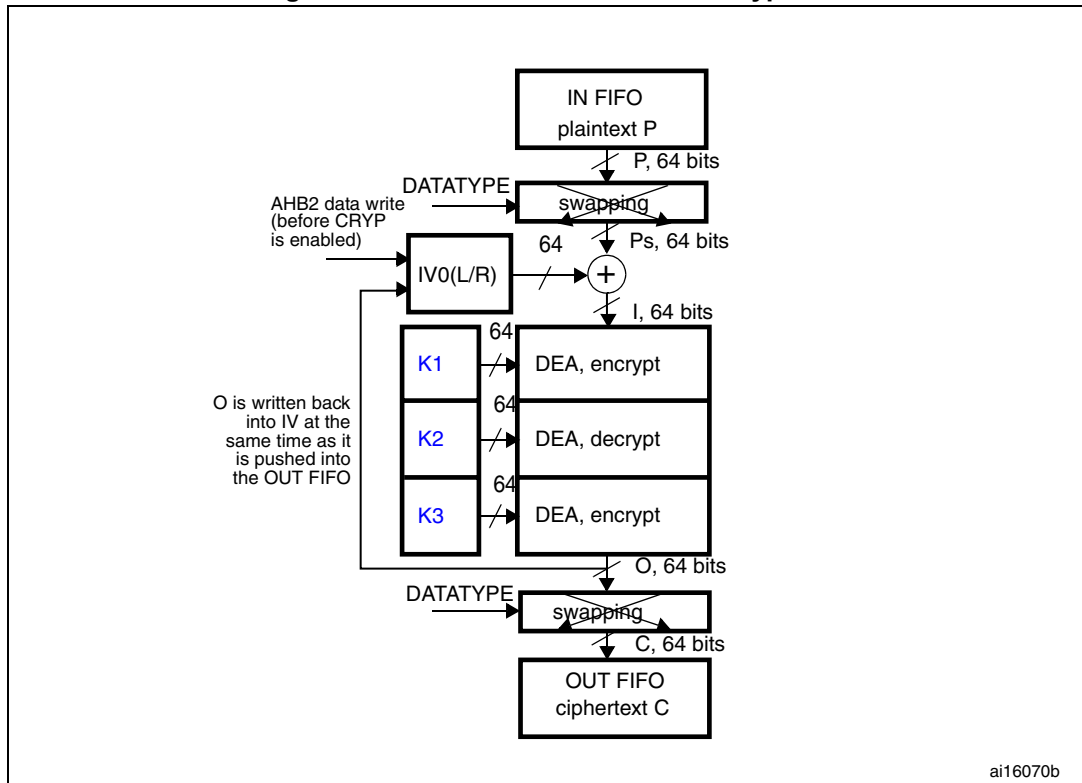 IN FIFO
plaintext P
P, 64 bits
DATATYPE
swapping
AHB2 data write
(before CRYP
is enabled)
Ps, 64 bits
64
IV0(L/R)
+
I, 64 bits
64
K1
DEA, encrypt
O is written back
into IV at the
same time as it
is pushed into
the OUT FIFO
64
K2
DEA, decrypt
64
K3
DEA, encrypt
O, 64 bits
DATATYPE
swapping
C, 64 bits
OUT FIFO
ciphertext C
ai16070b